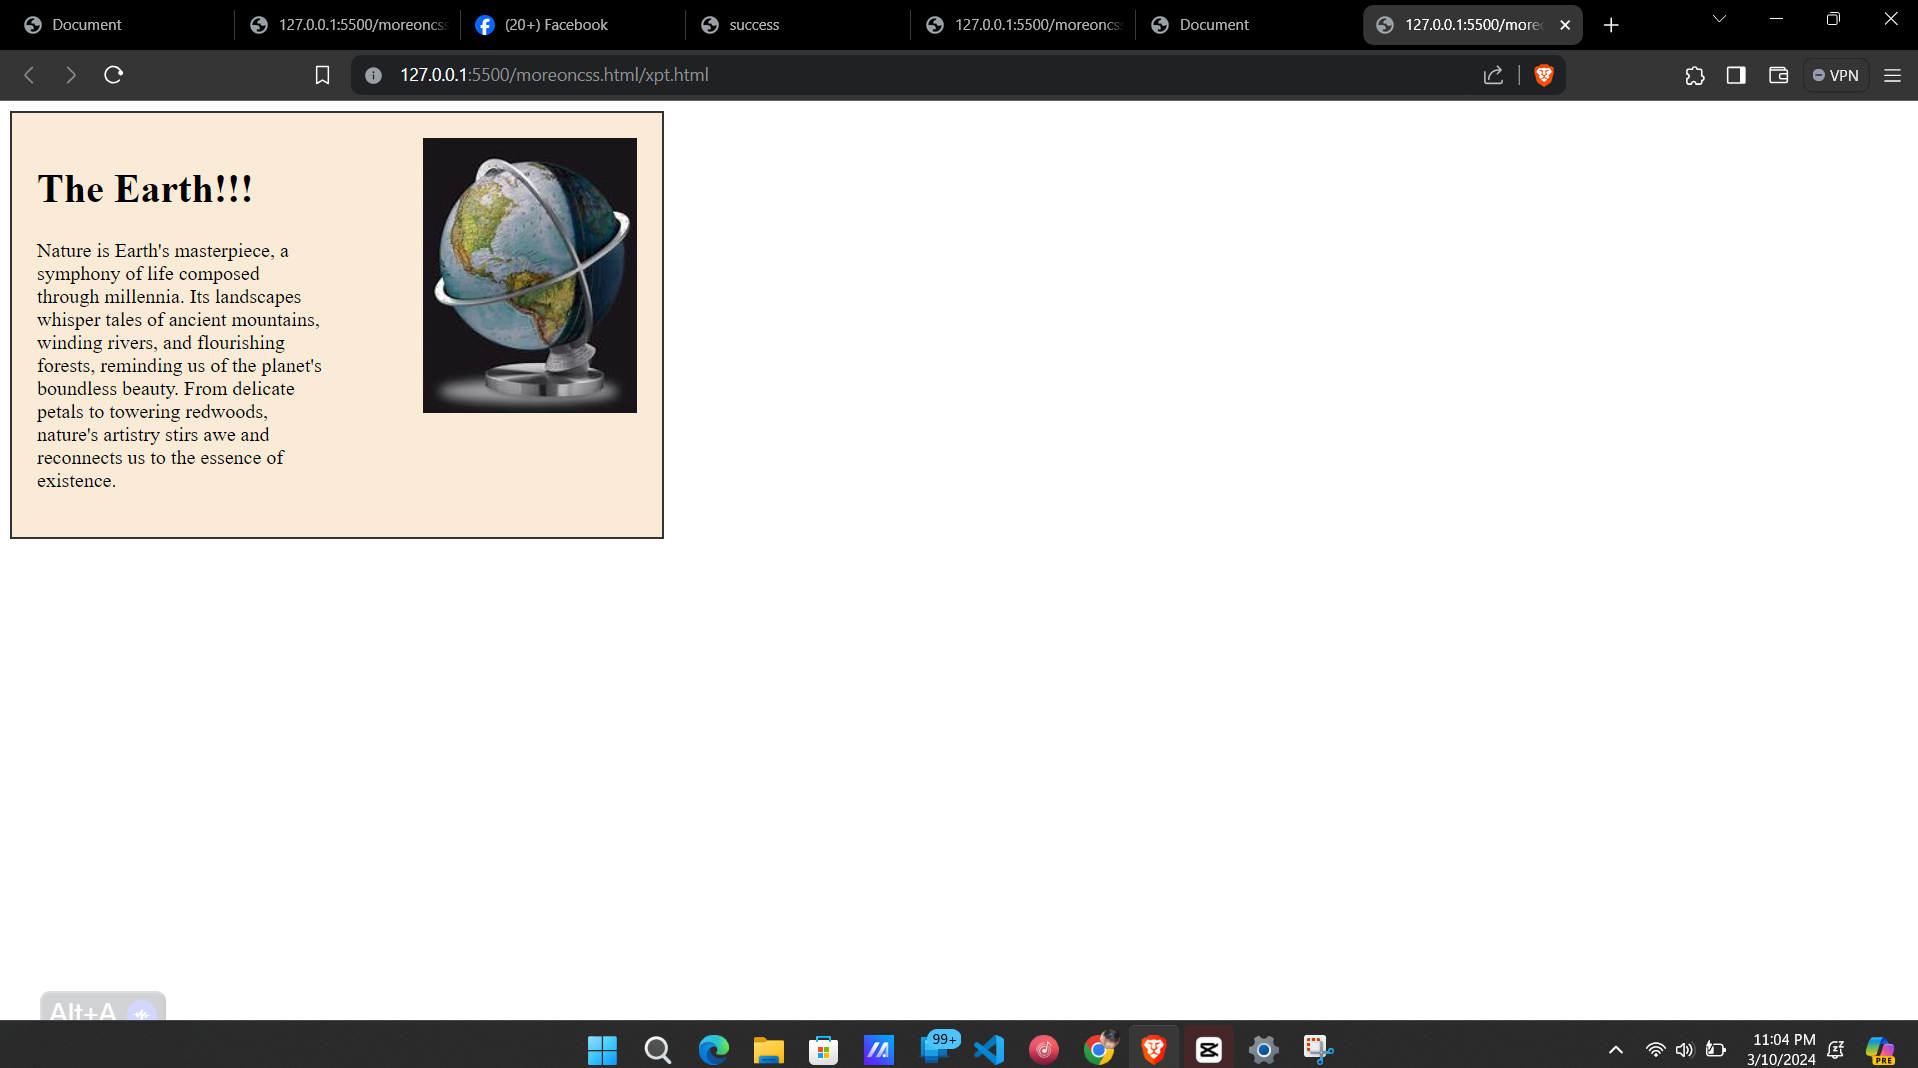 Document
127.0.0.1:5500/moreoncss
(20+) Facebook
success
127.0.0.1:5500/moreoncss
Document
127.0.0.1:5500/moreo
127.0.0.1:5500/moreoncss.html/xpt.html
VPN
The Earth!!!
Nature is Earth's masterpiece, a
symphony of life composed
through millennia. Its landscapes
whisper tales of ancient mountains,
winding rivers, and flourishing
forests, reminding us of the planet's
boundless beauty. From delicate
petals to towering redwoods,
nature's artistry stirs awe and
reconnects us to the essence of
existence.
Alt+A
99+
11:04 PM
3/10/2024
PRE